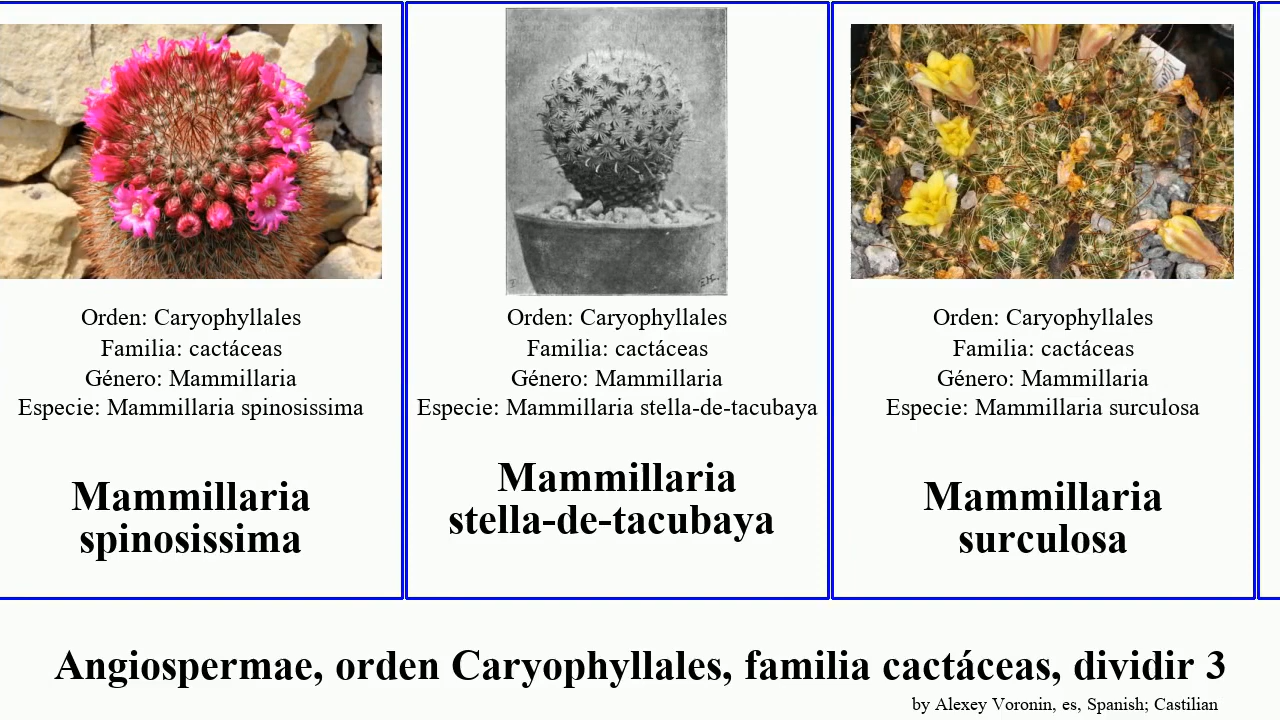 Orden: Caryophyllales
Familia: cactáceas
Género: Mammillaria
Especie: Mammillaria spinosissima
Mammillaria
spinosissima
Orden: Caryophyllales
Familia: cactáceas
Género: Mammillaria
Especie: Mammillaria stella-de-tacubaya
Mammillaria
stella-de-tacubaya
Orden: Caryophyllales
Familia: cactáceas
Género: Mammillaria
Especie: Mammillaria surculosa
Mammillaria
surculosa
Angiospermae, orden Caryophyllales, familia cactáceas, dividir 3
by Alexey Voronin, es, Spanish; Castilian